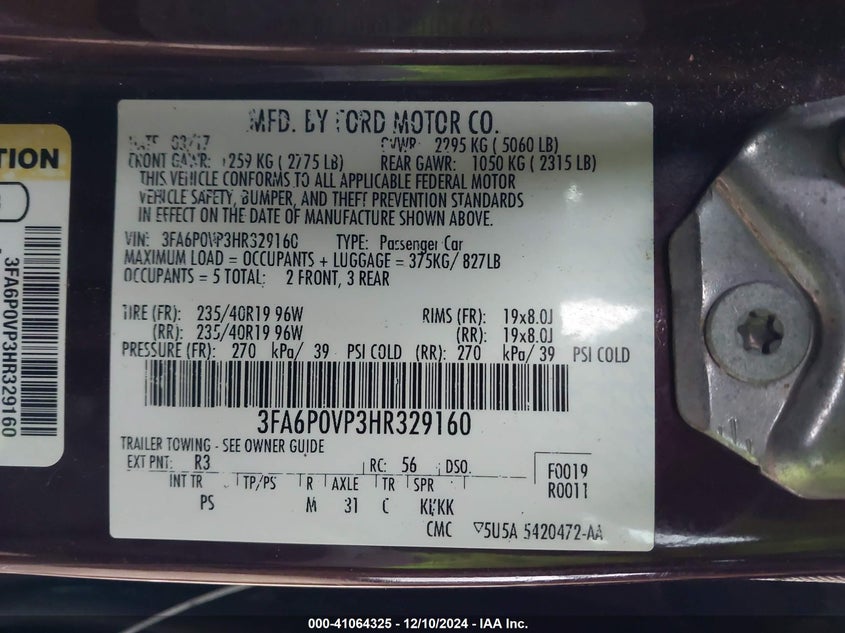 TION
3FA6P0VP3HR329160
MFD. BY FORD MOTOR CO.
DATE 03/17 GVWR: 2295 KG ( 5060 LB)
FRONT GAWR: 1259 KG ( 2775 LB) REAR GAWR: 1050 KG ( 2315 LB)
THIS VEHICLE CONFORMS TO ALL APPLICABLE FEDERAL MOTOR
VEHICLE SAFETY, BUMPER, AND THEFT PREVENTION STANDARDS
IN EFFECT ON THE DATE OF MANUFACTURE SHOWN ABOVE.
VIN: 3FA6P0VP3HR329160 TYPE: Passenger Car
MAXIMUM LOAD = OCCUPANTS + LUGGAGE = 375KG/ 827LB
OCCUPANTS = 5 TOTAL: 2 FRONT, 3 REAR
TIRE (FR): 235/40R19 96W RIMS (FR): 19x8.0J
(RR): 235/40R19 96W (RR): 19x8.0J
PRESSURE (FR): 270 kPa/ 39 PSI COLD (RR): 270 kPa/ 39 PSI COLD
3FA6P0VP3HR329160
TRAILER TOWING - SEE OWNER GUIDE
EXT PNT: R3 RC: 56 DSO: F0019
INT TR TP/PS R AXLE TR SPR R0011
PS M 31 C KKKK
CMC ▽5U5A 5420472-AA
000-41064325 - 12/10/2024 - IAA Inc.